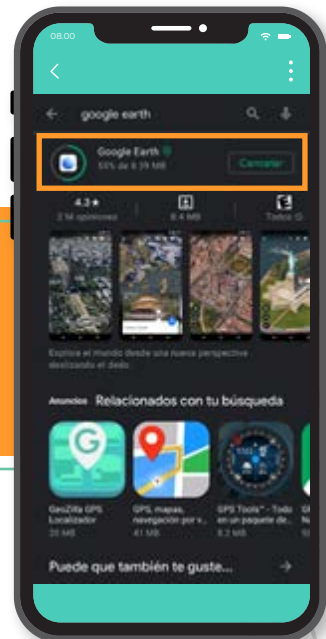 08.00
google earth
Google Earth
55% de 8.39 MB
Cancelar
4.3★
2 M opiniones
8.4 MB
Todos
Explora el mundo desde una nueva perspectiva
deslizando el dedo.
Anuncios Relacionados con tu búsqueda
GeoZilla GPS
Localizador
20 MB
GPS, mapas,
navegación por v...
41 MB
GPS Tools™ - Todo
en un paquete de...
8.2 MB
Puede que también te guste...